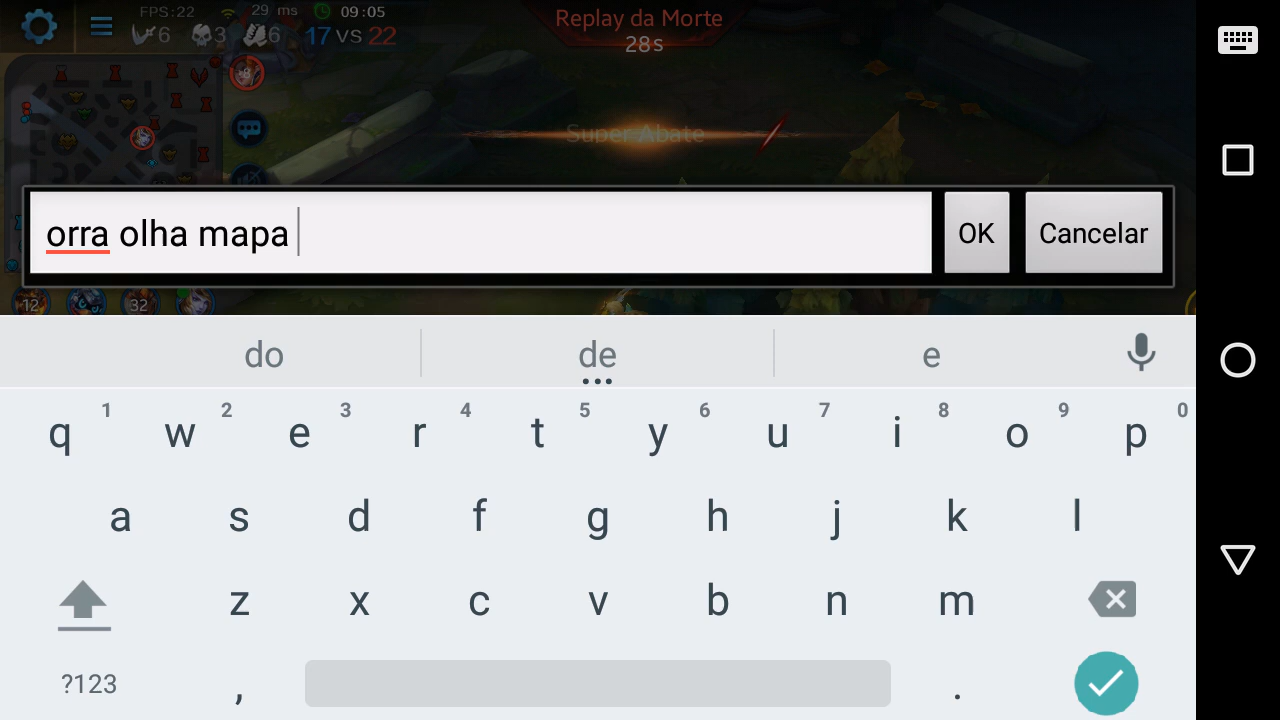 FPS:22 29 ms 09:05 Replay da Morte
6 3 6 17 VS 22 28s
Super Abate
orra olha mapa OK Cancelar
12 32
do de e
q 1 w 2 e 3 r 4 t 5 y 6 u 7 i 8 o 9 p 0
a s d f g h j k l
z x c v b n m
?123 , .